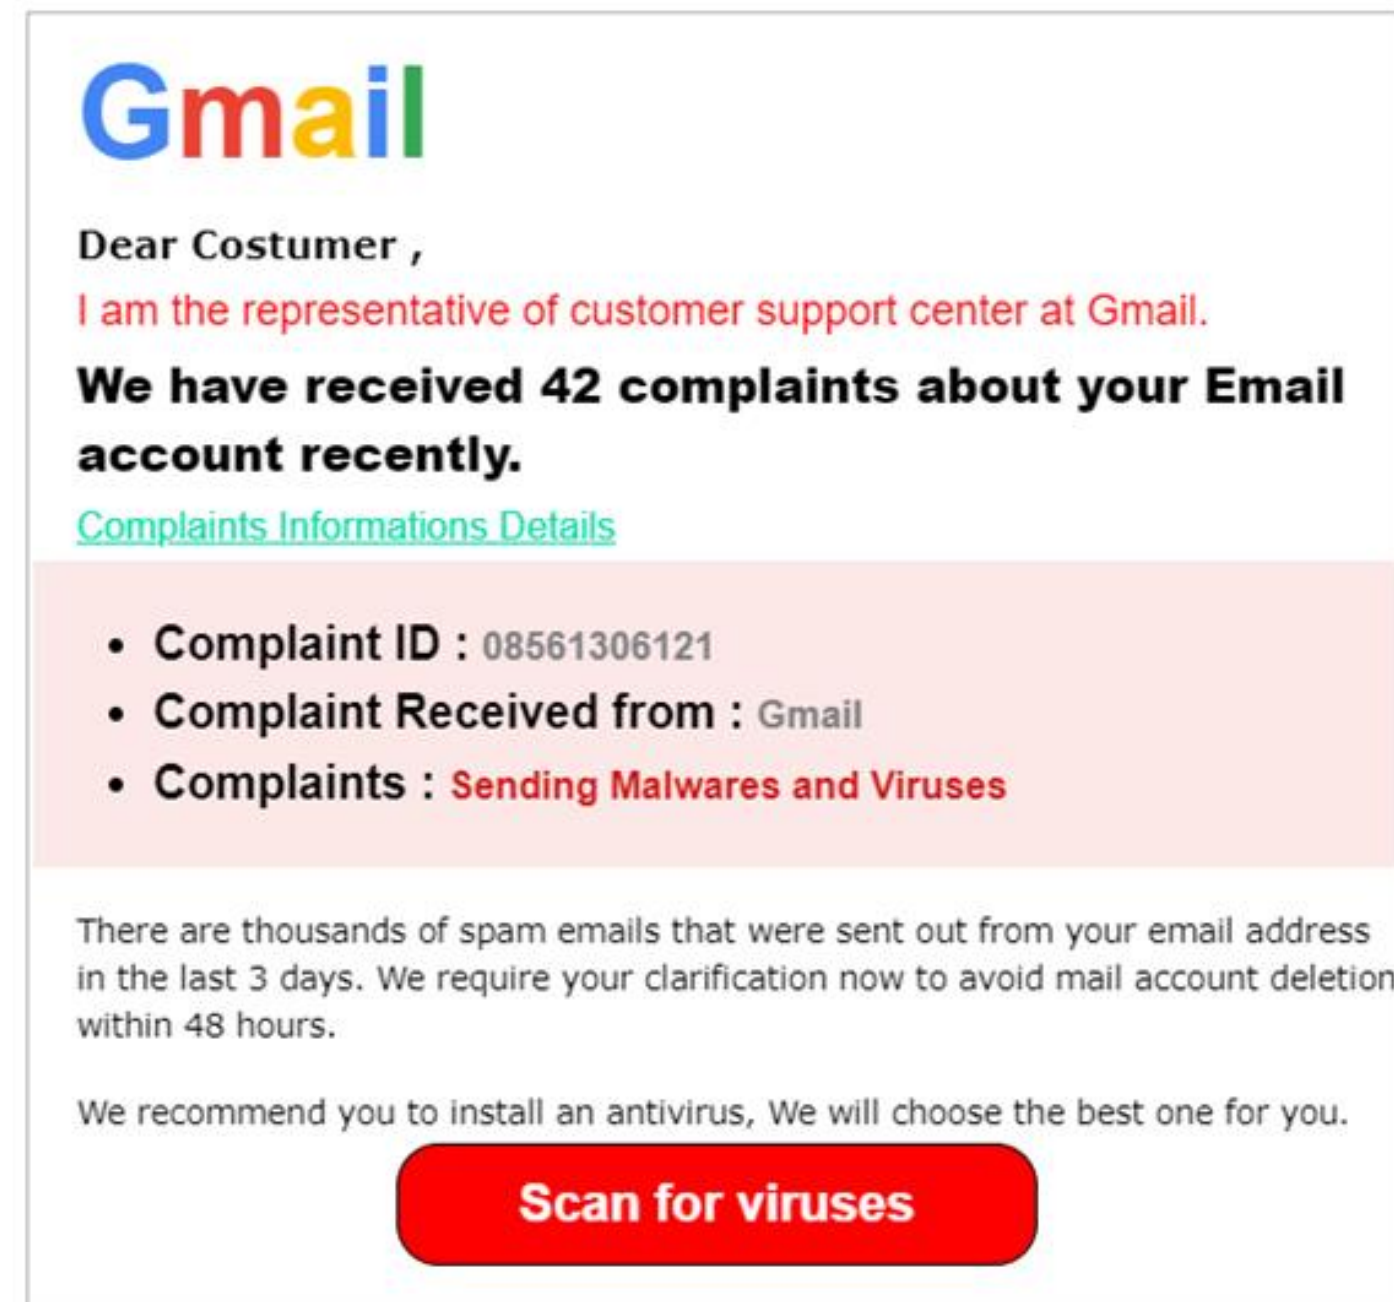 Gmail
Dear Costumer ,
I am the representative of customer support center at Gmail.
We have received 42 complaints about your Email
account recently.
Complaints Informations Details
• Complaint ID : 08561306121
• Complaint Received from : Gmail
• Complaints : Sending Malwares and Viruses
There are thousands of spam emails that were sent out from your email address
in the last 3 days. We require your clarification now to avoid mail account deletion
within 48 hours.
We recommend you to install an antivirus, We will choose the best one for you.
Scan for viruses